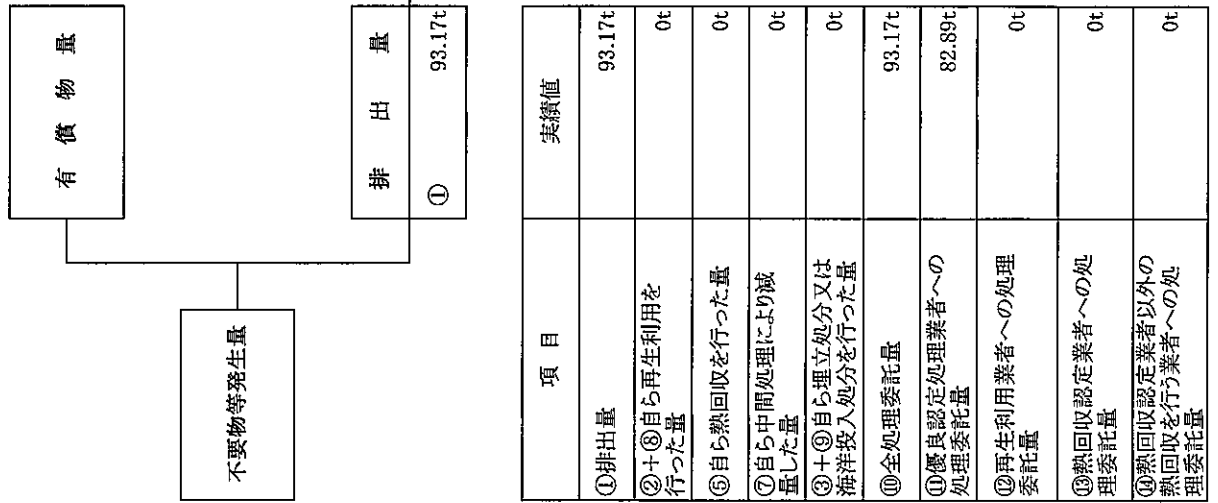 有償物量
不要物等発生量
排出量
① 93.17t
項目 実績値
①排出量 93.17t
②+⑧自ら再生利用を
行った量 0t
⑤自ら熱回収を行った量 0t
⑦自ら中間処理により減
量した量 0t
③+⑨自ら埋立処分又は
海洋投入処分を行った量 0t
⑩全処理委託量 93.17t
⑪優良認定処理業者への
処理委託量 82.89t
⑫再生利用業者への処理
委託量 0t
⑬熱回収認定業者への処
理委託量 0t
⑭熱回収認定業者以外の
熱回収を行う業者への処
理委託量 0t